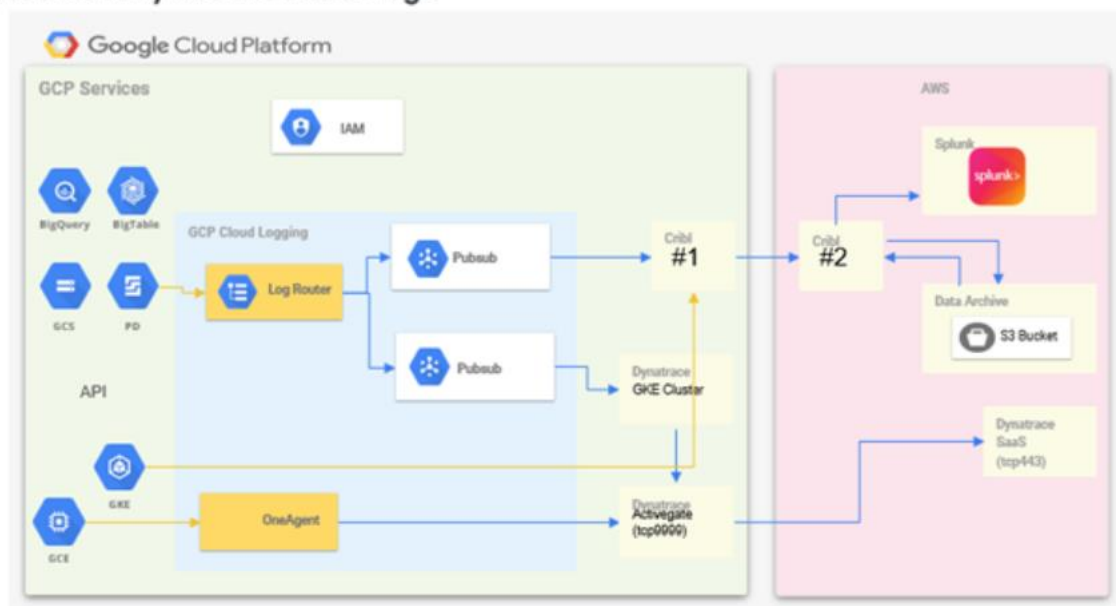 Google Cloud Platform
GCP Services
AWS
IAM
Splunk
splunk>
BigQuery
BigTable
GCP Cloud Logging
Pubsub
Cribl
#1
Cribl
#2
Log Router
Data Archive
S3 Bucket
GCS
PD
Pubsub
Dynatrace
GKE Cluster
API
Dynatrace
SaaS
(tcp443)
GKE
OneAgent
Dynatrace
Activegate
(tcp9999)
GCE